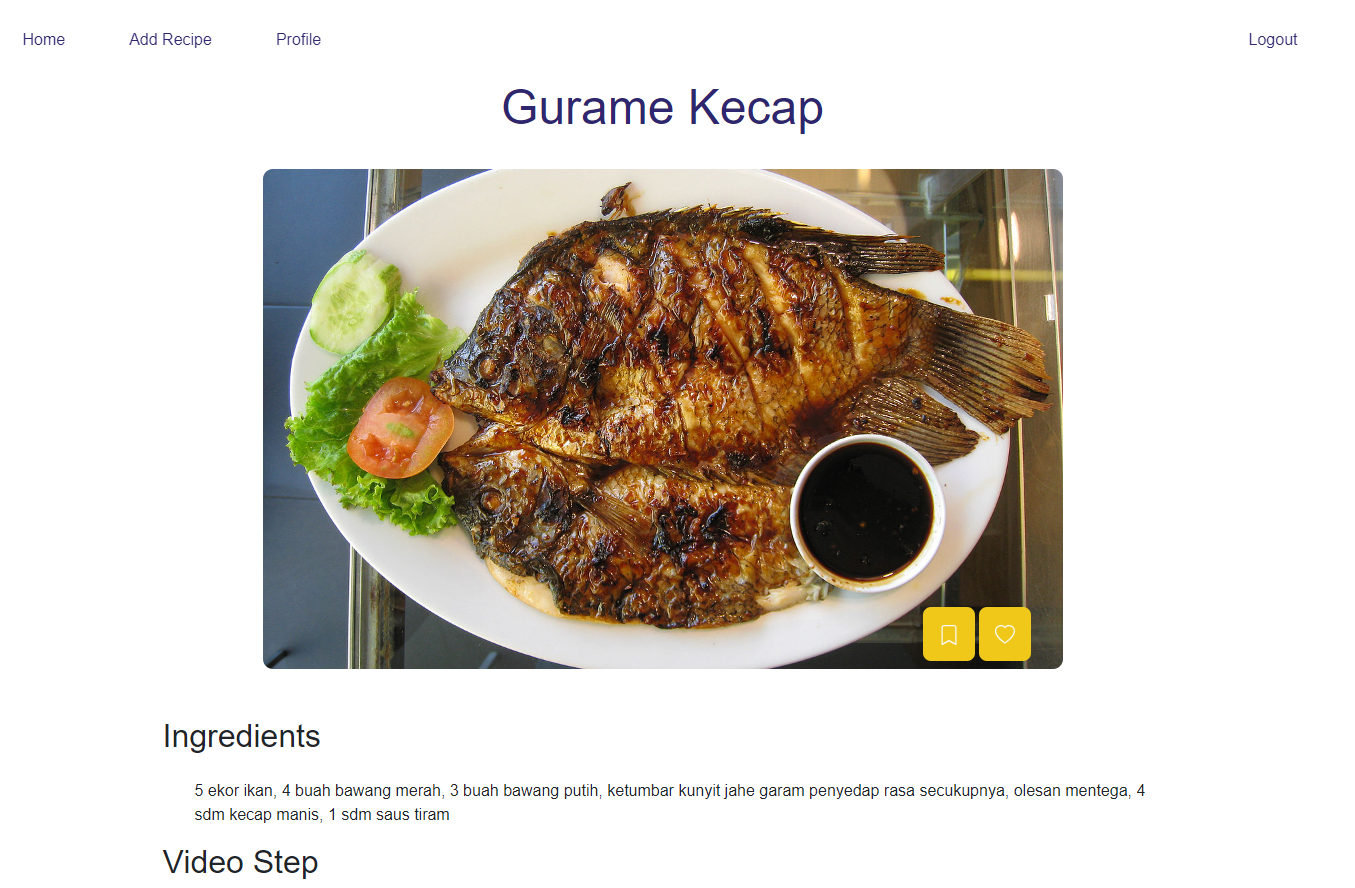 Home Add Recipe Profile Logout
Gurame Kecap
Ingredients
5 ekor ikan, 4 buah bawang merah, 3 buah bawang putih, ketumbar kunyit jahe garam penyedap rasa secukupnya, olesan mentega, 4
sdm kecap manis, 1 sdm saus tiram
Video Step